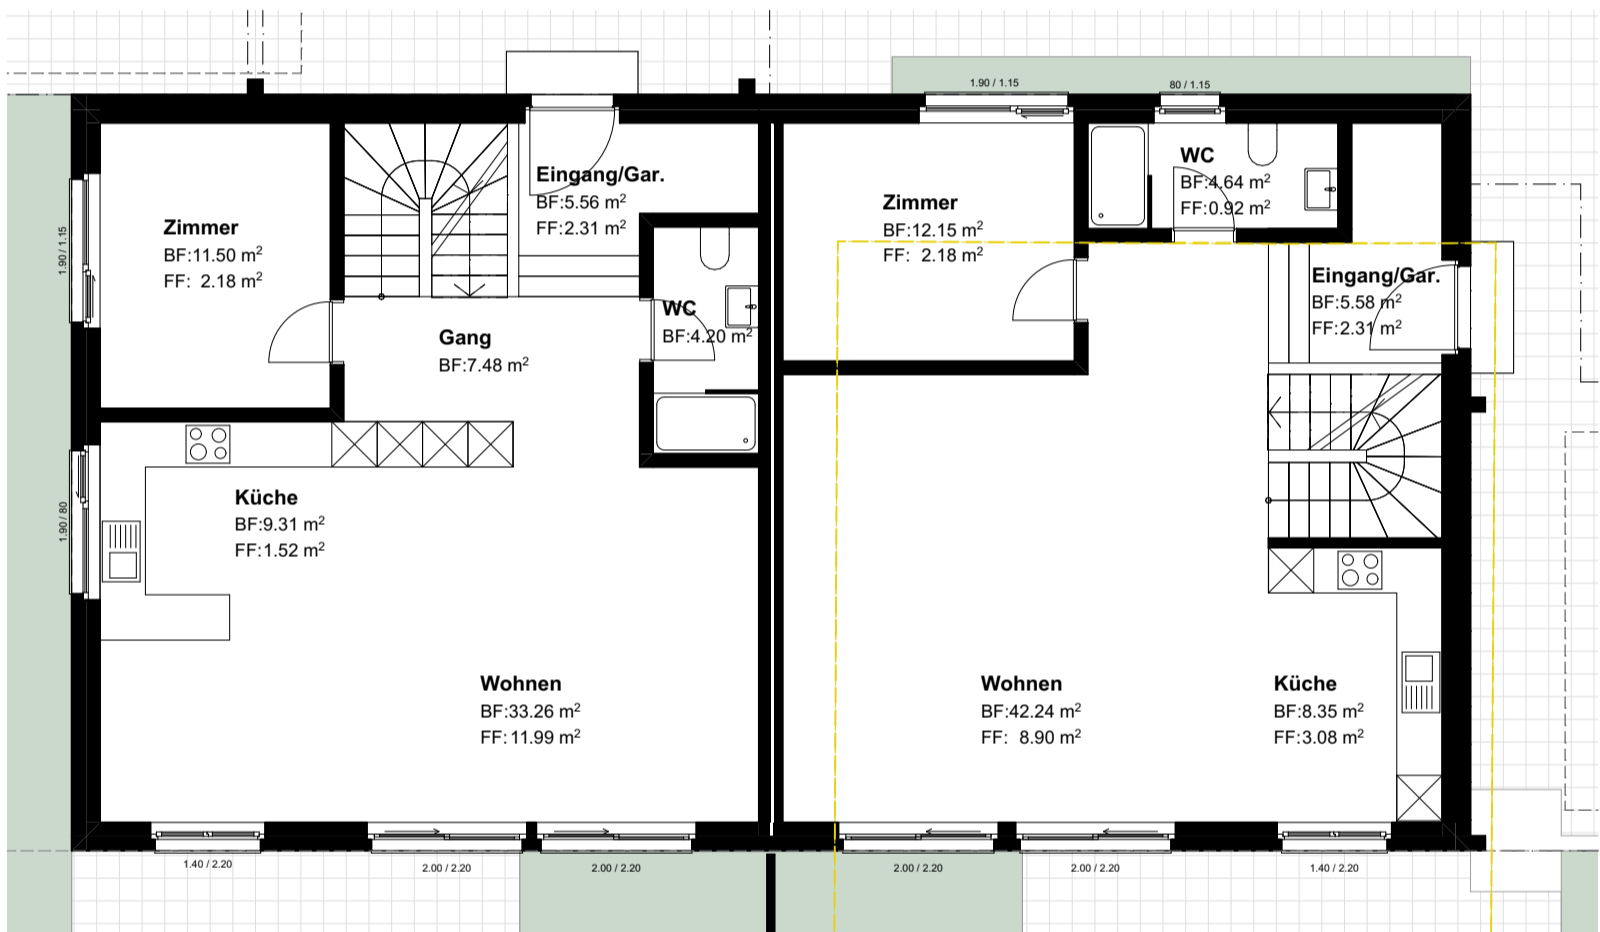 1.90 / 1.15
80 / 1.15
Zimmer
BF:11.50 m²
FF: 2.18 m²
1.90 / 1.15
Eingang/Gar.
BF:5.56 m²
FF:2.31 m²
WC
BF:4.20 m²
Gang
BF:7.48 m²
Küche
BF:9.31 m²
FF:1.52 m²
1.90 / 80
Wohnen
BF:33.26 m²
FF: 11.99 m²
Zimmer
BF:12.15 m²
FF: 2.18 m²
WC
BF:4.64 m²
FF:0.92 m²
Eingang/Gar.
BF:5.58 m²
FF:2.31 m²
Wohnen
BF:42.24 m²
FF: 8.90 m²
Küche
BF:8.35 m²
FF:3.08 m²
1.40 / 2.20
2.00 / 2.20
2.00 / 2.20
2.00 / 2.20
2.00 / 2.20
1.40 / 2.20